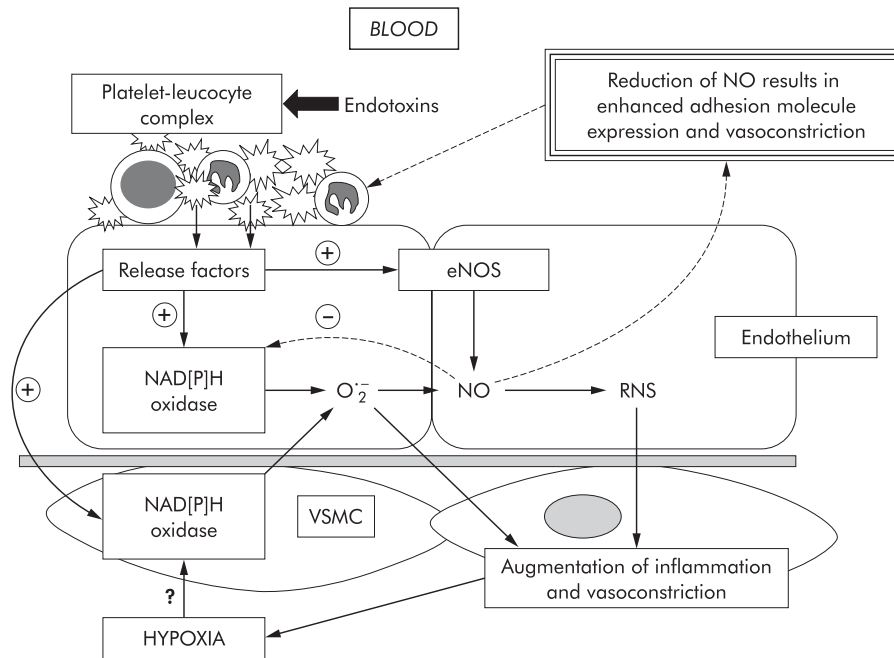 BLOOD
Platelet-leucocyte
complex
Endotoxins
Reduction of NO results in
enhanced adhesion molecule
expression and vasoconstriction
Release factors
+
eNOS
+
−
Endothelium
NAD[P]H
oxidase
+
O2˙−
NO
RNS
NAD[P]H
oxidase
VSMC
Augmentation of inflammation
and vasoconstriction
?
HYPOXIA